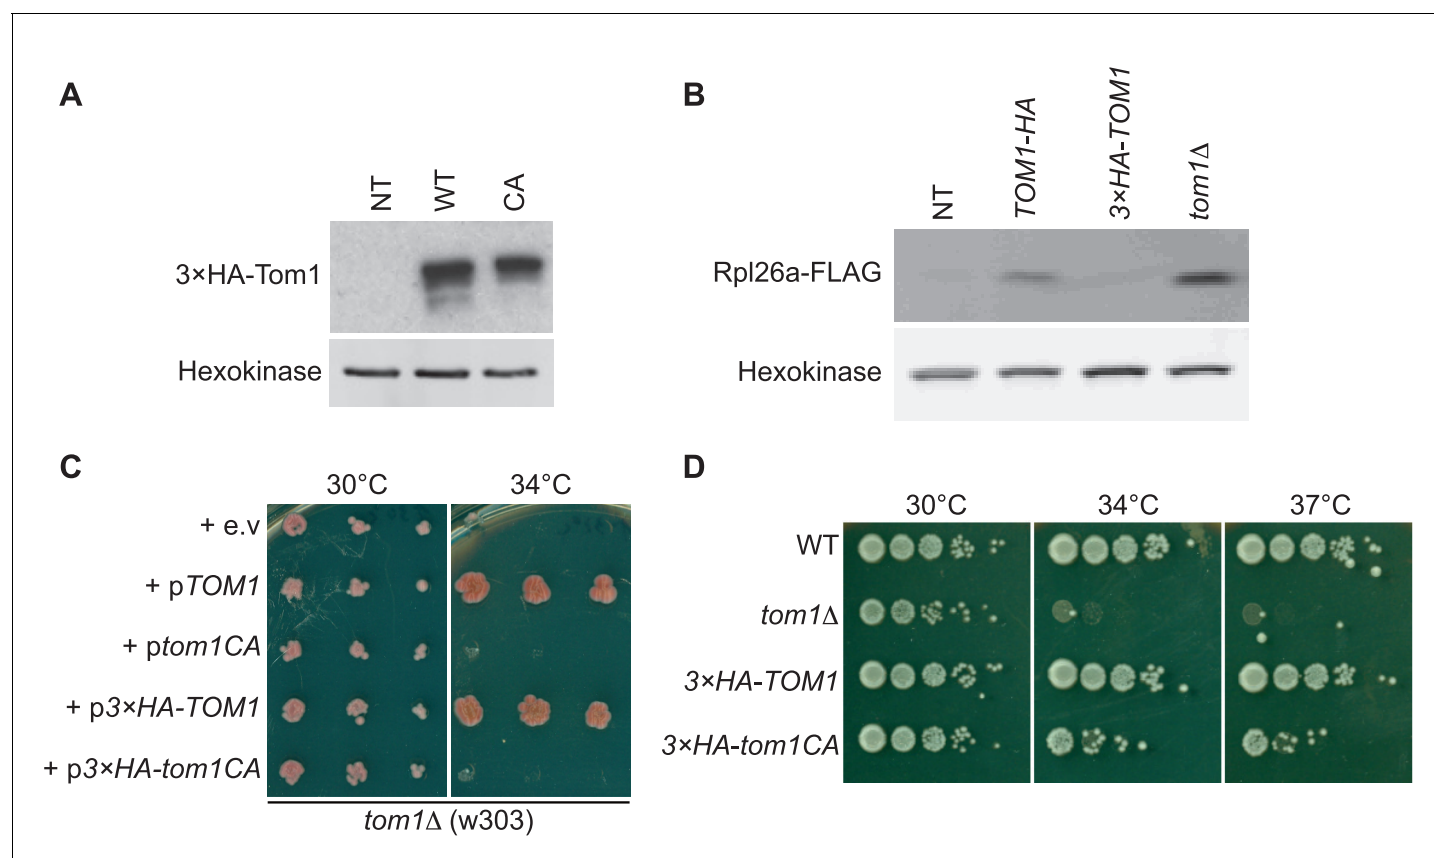 A
NT
WT
CA
3×HA-Tom1
Hexokinase
B
NT
TOM1-HA
3×HA-TOM1
tom1Δ
Rpl26a-FLAG
Hexokinase
C
30°C
34°C
+ e.v
+ pTOM1
+ ptom1CA
+ p3×HA-TOM1
+ p3×HA-tom1CA
tom1Δ (w303)
D
30°C
34°C
37°C
WT
tom1Δ
3×HA-TOM1
3×HA-tom1CA